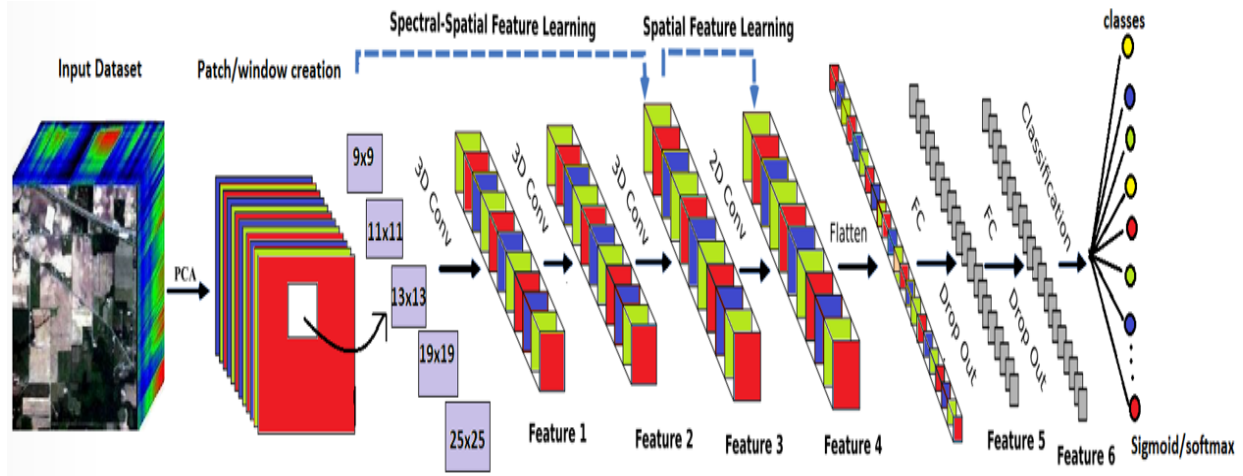 Spectral-Spatial Feature Learning
Spatial Feature Learning
classes
Input Dataset
Patch/window creation
PCA
9x9
11x11
13x13
19x19
25x25
3D Conv
3D Conv
3D Conv
2D Conv
Flatten
FC
Drop Out
FC
Drop Out
Classification
Feature 1
Feature 2
Feature 3
Feature 4
Feature 5
Feature 6
Sigmoid/softmax